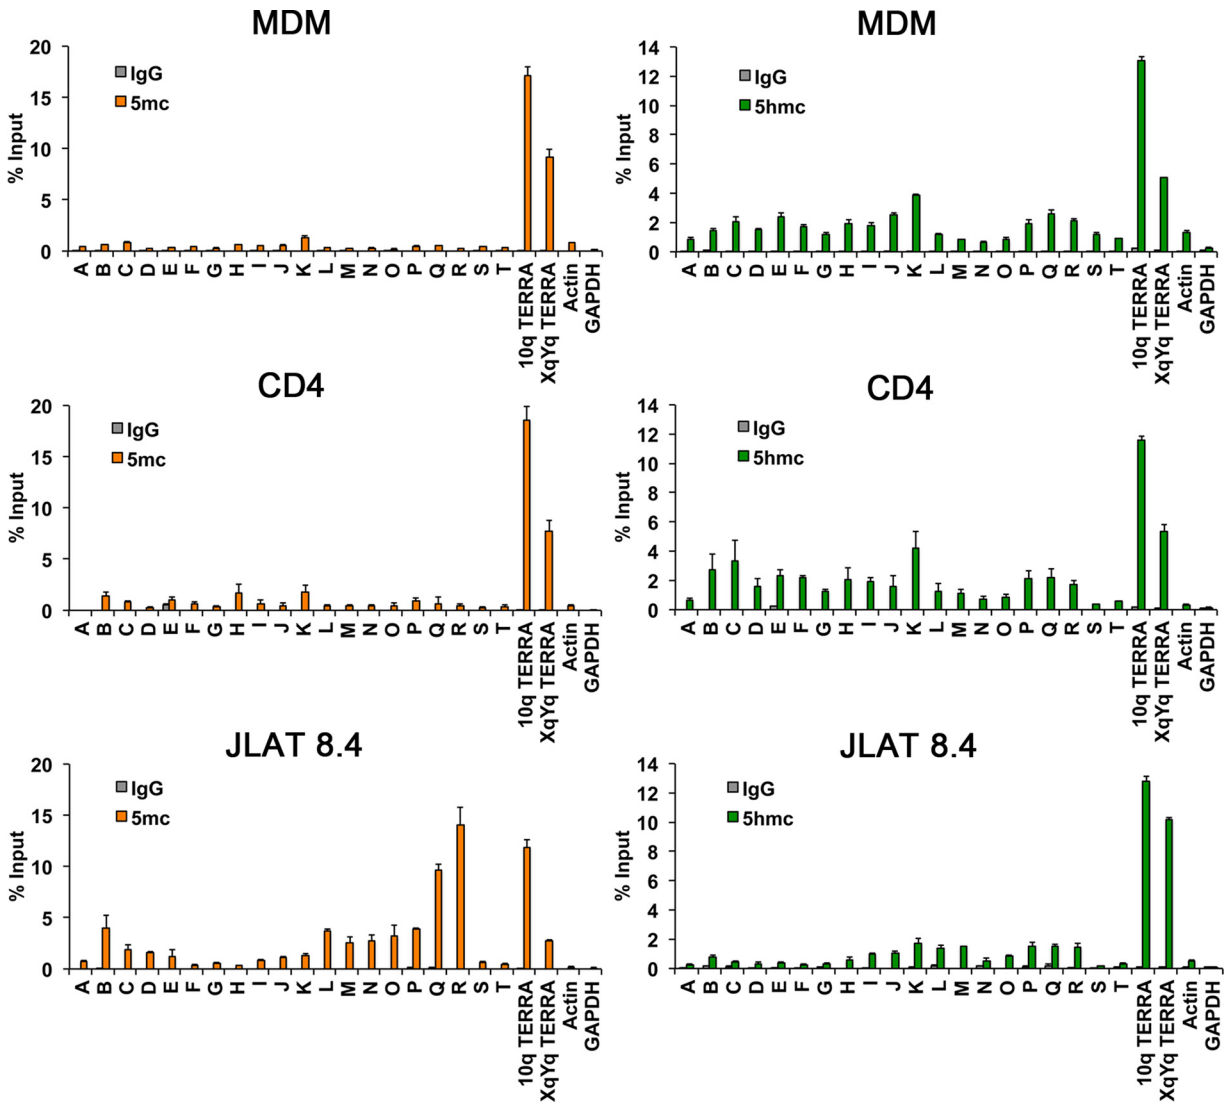 MDM
20
15
10
5
0
% Input
IgG
5mc
A B C D E F G H I J K L M N O P Q R S T 10q TERRA XqYq TERRA Actin GAPDH
MDM
14
12
10
8
6
4
2
0
% Input
IgG
5hmc
A B C D E F G H I J K L M N O P Q R S T 10q TERRA XqYq TERRA Actin GAPDH
CD4
20
15
10
5
0
% Input
IgG
5mc
A B C D E F G H I J K L M N O P Q R S T 10q TERRA XqYq TERRA Actin GAPDH
CD4
14
12
10
8
6
4
2
0
% Input
IgG
5hmc
A B C D E F G H I J K L M N O P Q R S T 10q TERRA XqYq TERRA Actin GAPDH
JLAT 8.4
20
15
10
5
0
% Input
IgG
5mc
A B C D E F G H I J K L M N O P Q R S T 10q TERRA XqYq TERRA Actin GAPDH
JLAT 8.4
14
12
10
8
6
4
2
0
% Input
IgG
5hmc
A B C D E F G H I J K L M N O P Q R S T 10q TERRA XqYq TERRA Actin GAPDH